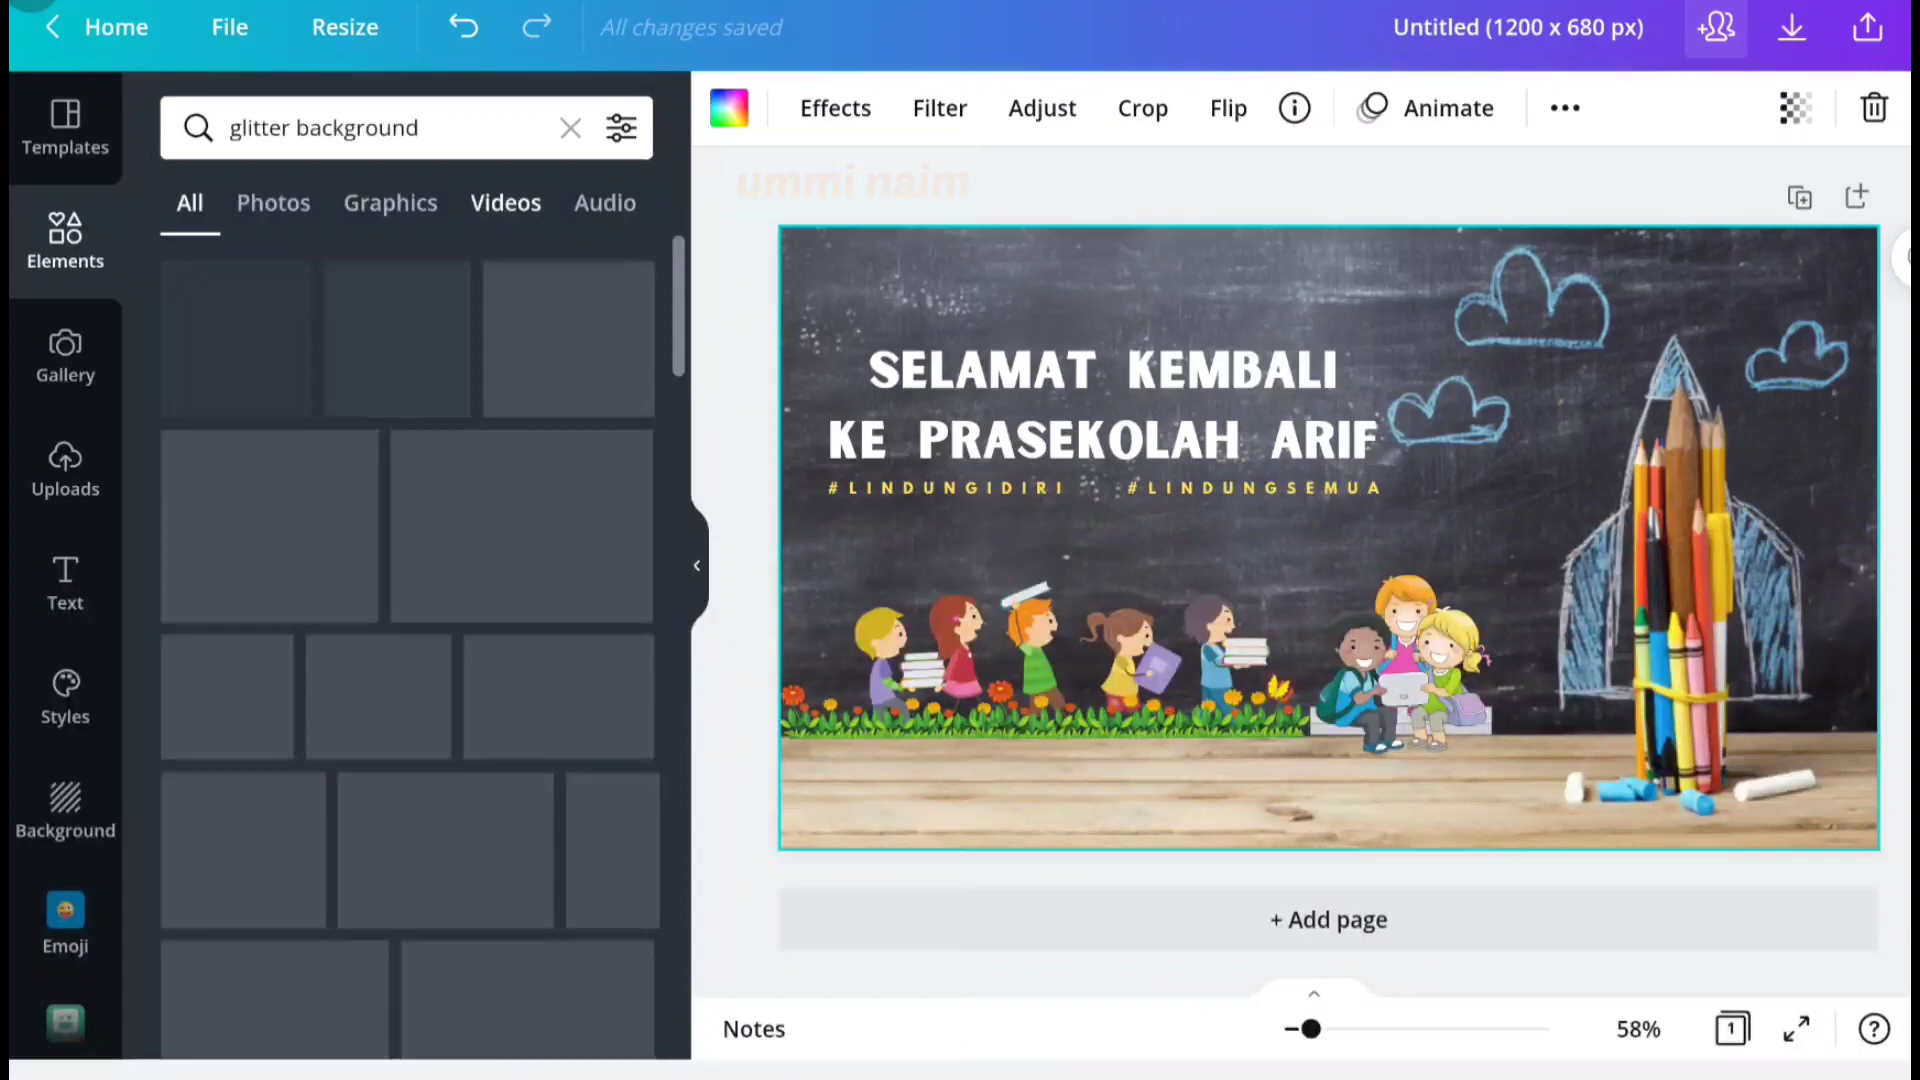 Home File Resize All changes saved Untitled (1200 x 680 px)
Templates
Elements
Gallery
Uploads
Text
Styles
Background
Emoji
glitter background
All Photos Graphics Videos Audio
Effects Filter Adjust Crop Flip Animate
ummi naim
SELAMAT KEMBALI
KE PRASEKOLAH ARIF
#LINDUNGIDIRI #LINDUNGSEMUA
+ Add page
Notes 58% 1